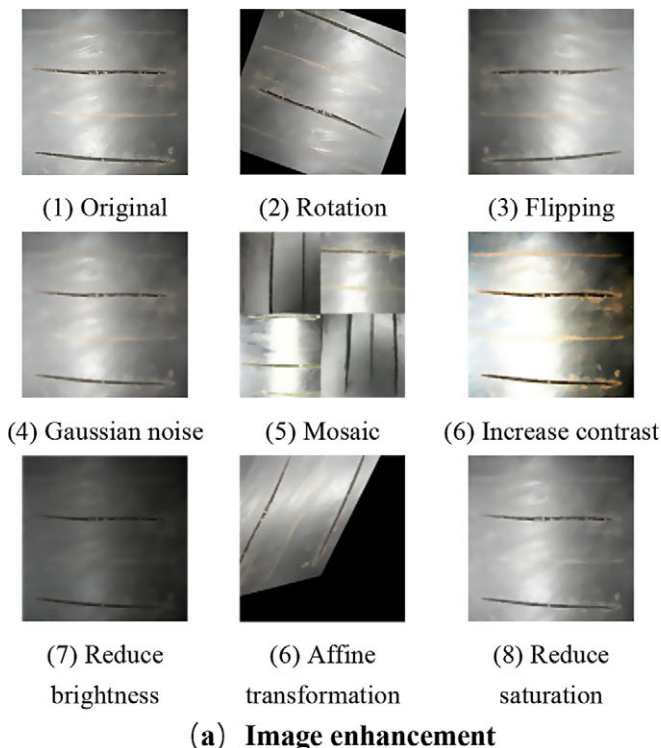 (1) Original
(2) Rotation
(3) Flipping
(4) Gaussian noise
(5) Mosaic
(6) Increase contrast
(7) Reduce
brightness
(6) Affine
transformation
(8) Reduce
saturation
(a) Image enhancement